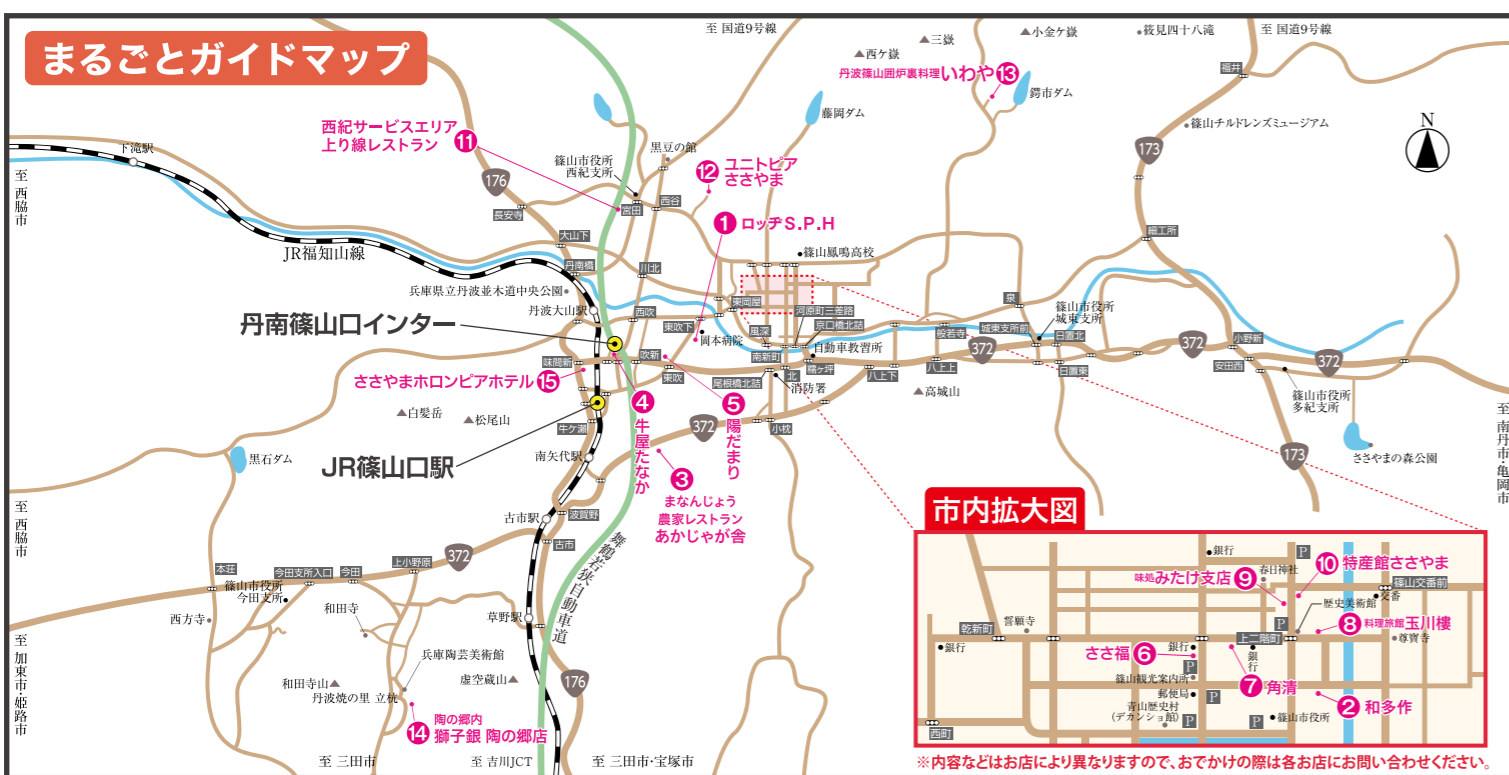 まるごとガイドマップ
至 国道9号線
三嶽
西ケ嶽
小金ケ嶽
筱見四十八滝
至 国道9号線
丹波篠山囲炉裏料理いわや⑬
鍔市ダム
福井
篠山チルドレンズミュージアム
173
N
西紀サービスエリア
上り線レストラン
⑪
藤岡ダム
黒豆の館
篠山市役所
西紀支所
⑫ユニトピア
ささやま
下滝駅
至 西脇市
176
長安寺
宮田
西谷
①ロッヂS.P.H
篠山鳳鳴高校
細工所
JR福知山線
大山下
丹南橋
川北
兵庫県立丹波並木道中央公園
丹波大山駅
西吹
東吹下
東岡屋
河原町三差路
京口橋北詰
風深
岡本病院
自動車教習所
泉
篠山市役所
城東支所
城東支所前
日置北
般若寺
372
372
小野新
372
丹南篠山口インター
味間新
吹新
東吹
南新町
糯ケ坪
八上下
八上上
日置東
安田西
ささやまホロンピアホテル⑮
尾根橋北詰
北
消防署
高城山
篠山市役所
多紀支所
白髪岳
松尾山
④牛屋たなか
⑤陽だまり
372
小枕
173
ささやまの森公園
至 南丹市・亀岡市
牛ケ瀬
JR篠山口駅
南矢代駅
黒石ダム
③
まなんじょう
農家レストラン
あかじゃが舎
至 西脇市
古市駅
波賀野
古市
舞鶴若狭自動車道
本荘
今田支所入口
今田
上小野原
372
篠山市役所
今田支所
西方寺
和田寺
草野駅
至 加東市・姫路市
兵庫陶芸美術館
虚空蔵山
176
和田寺山
丹波焼の里 立杭
⑭
陶の郷内
獅子銀 陶の郷店
至 三田市
至 吉川JCT
至 三田市・宝塚市
市内拡大図
銀行
P
⑩特産館ささやま
味処みたけ支店⑨
春日神社
篠山交番前
交番
歴史美術館
P
⑧料理旅館玉川楼
誓願寺
乾新町
上二階町
尊寶寺
銀行
銀行
銀行
ささ福⑥
P
⑦角清
篠山観光案内所
郵便局
P
②和多作
青山歴史村
(デカンショ館)
P
P
篠山市役所
西町
※内容などはお店により異なりますので、おでかけの際は各お店にお問い合わせください。